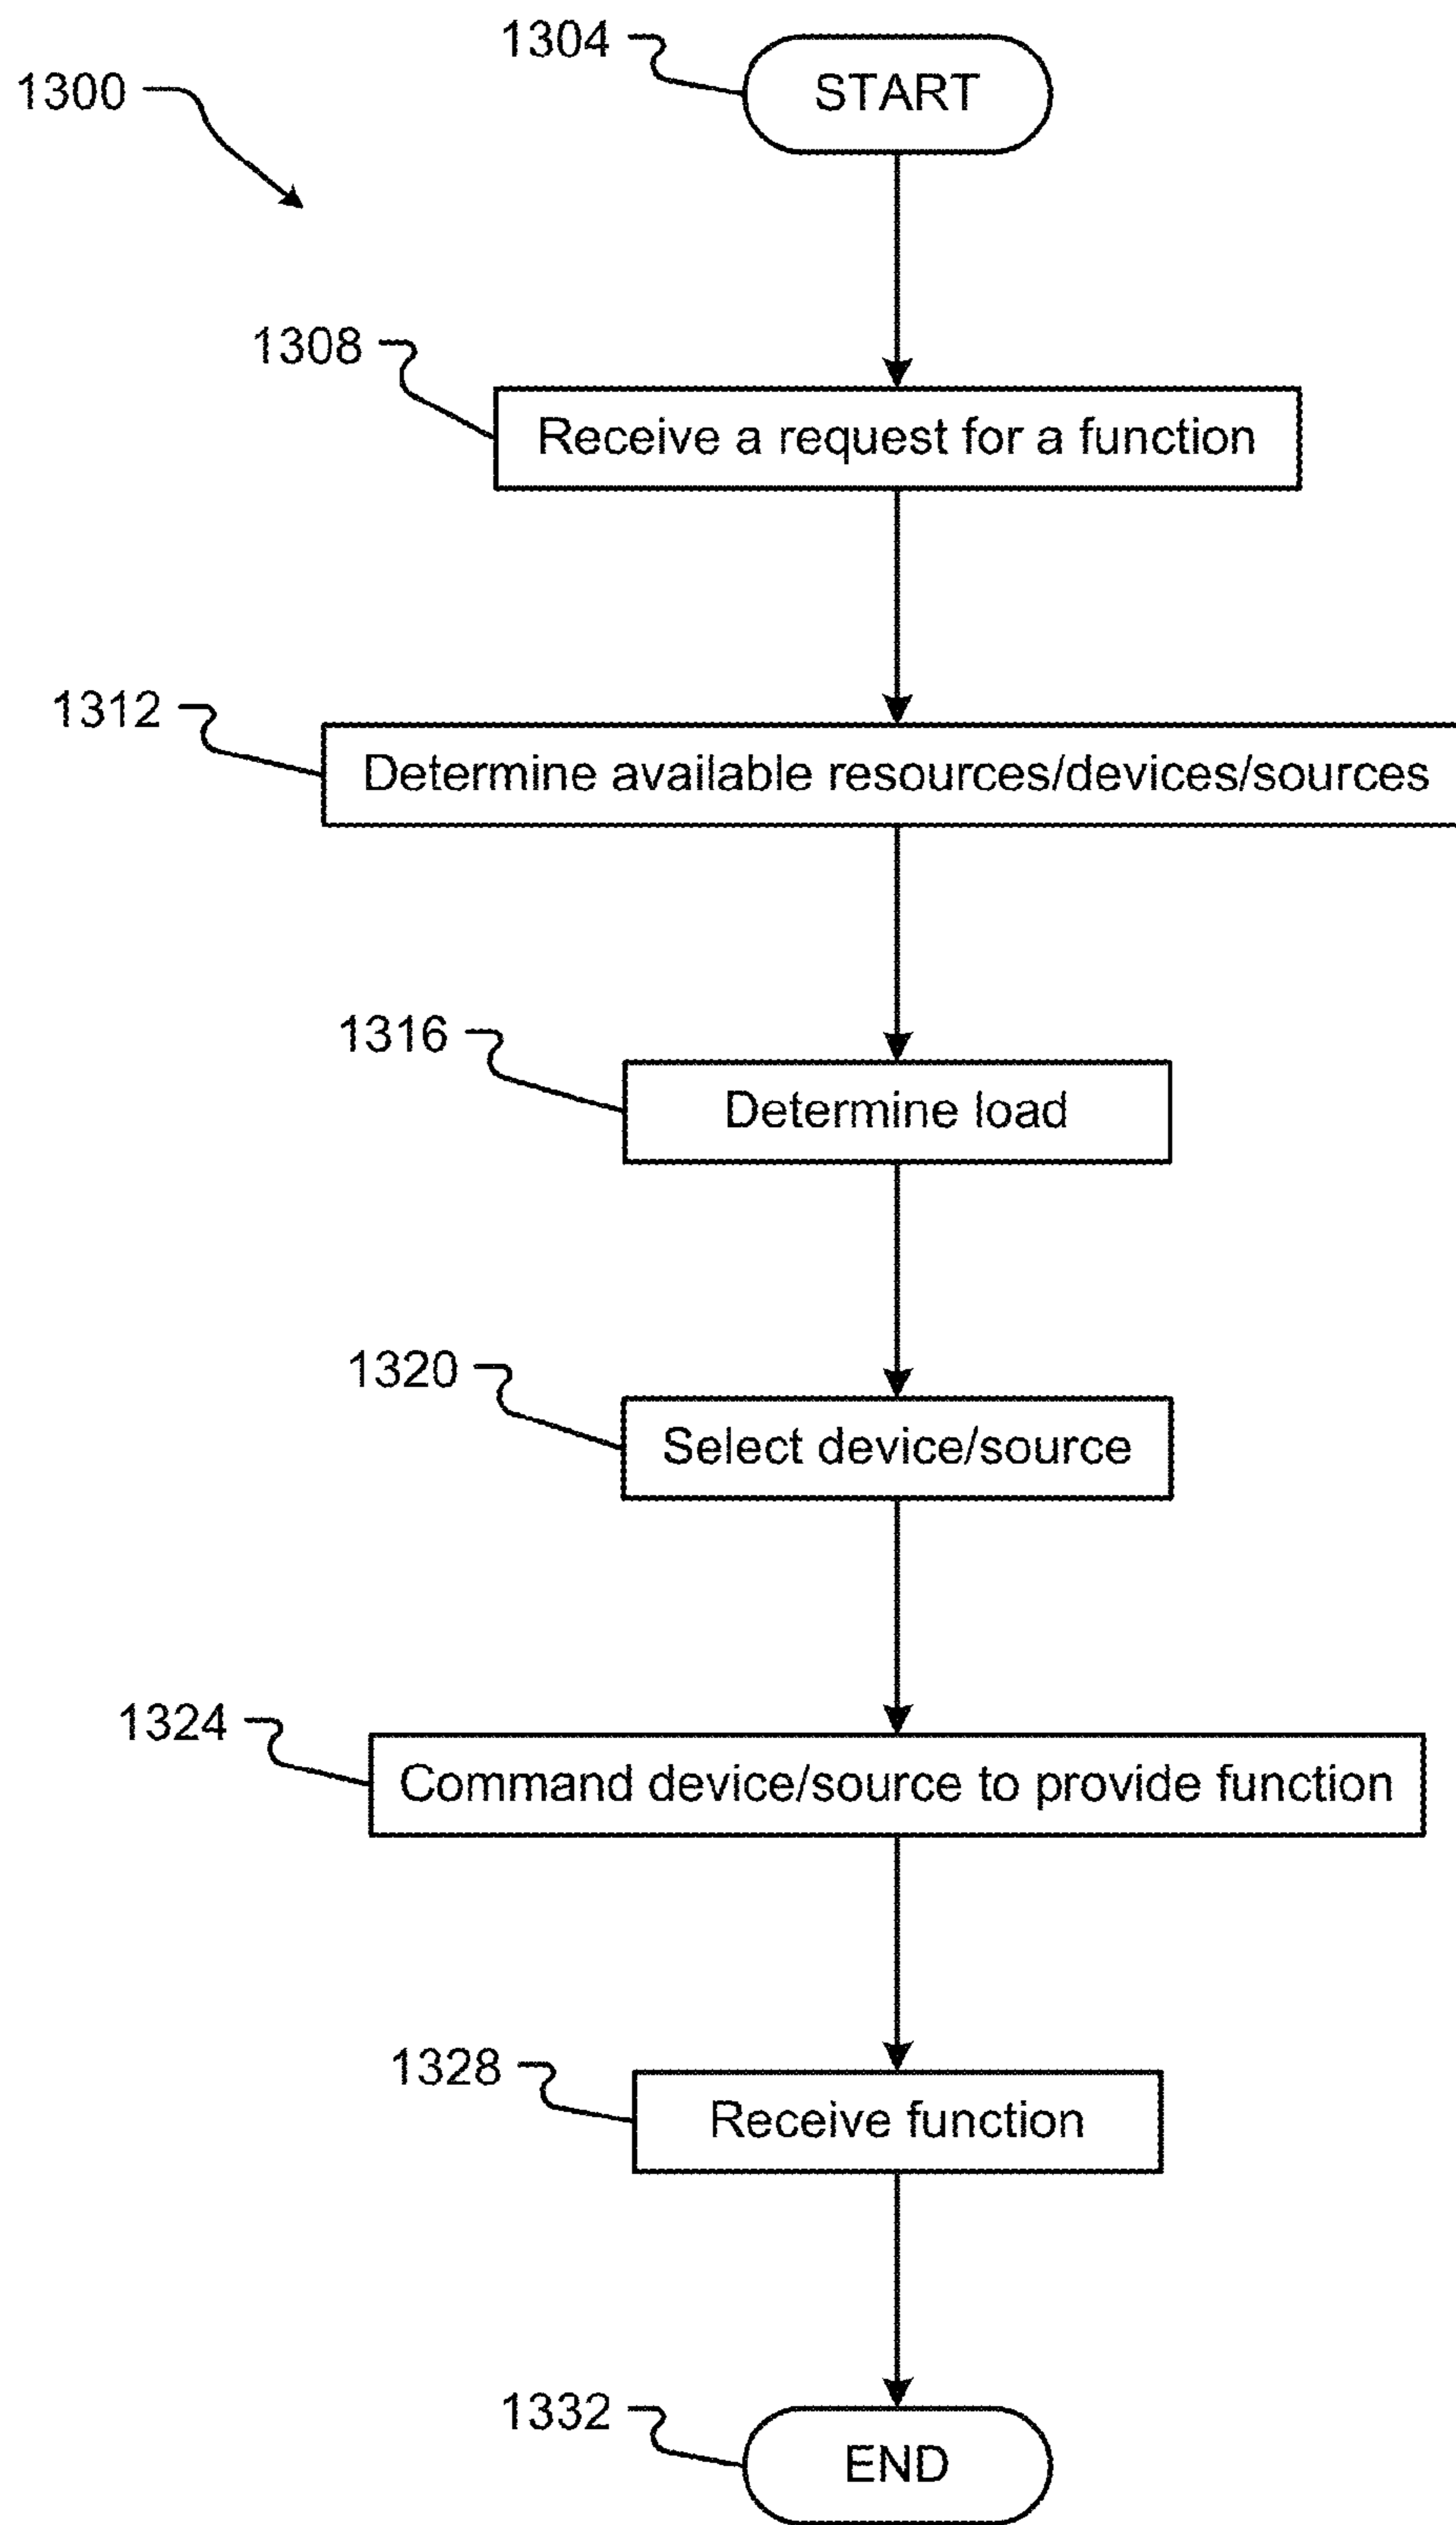 1304
START
1300
1308
Receive a request for a function
1312
Determine available resources/devices/sources
1316
Determine load
1320
Select device/source
1324
Command device/source to provide function
1328
Receive function
1332
END